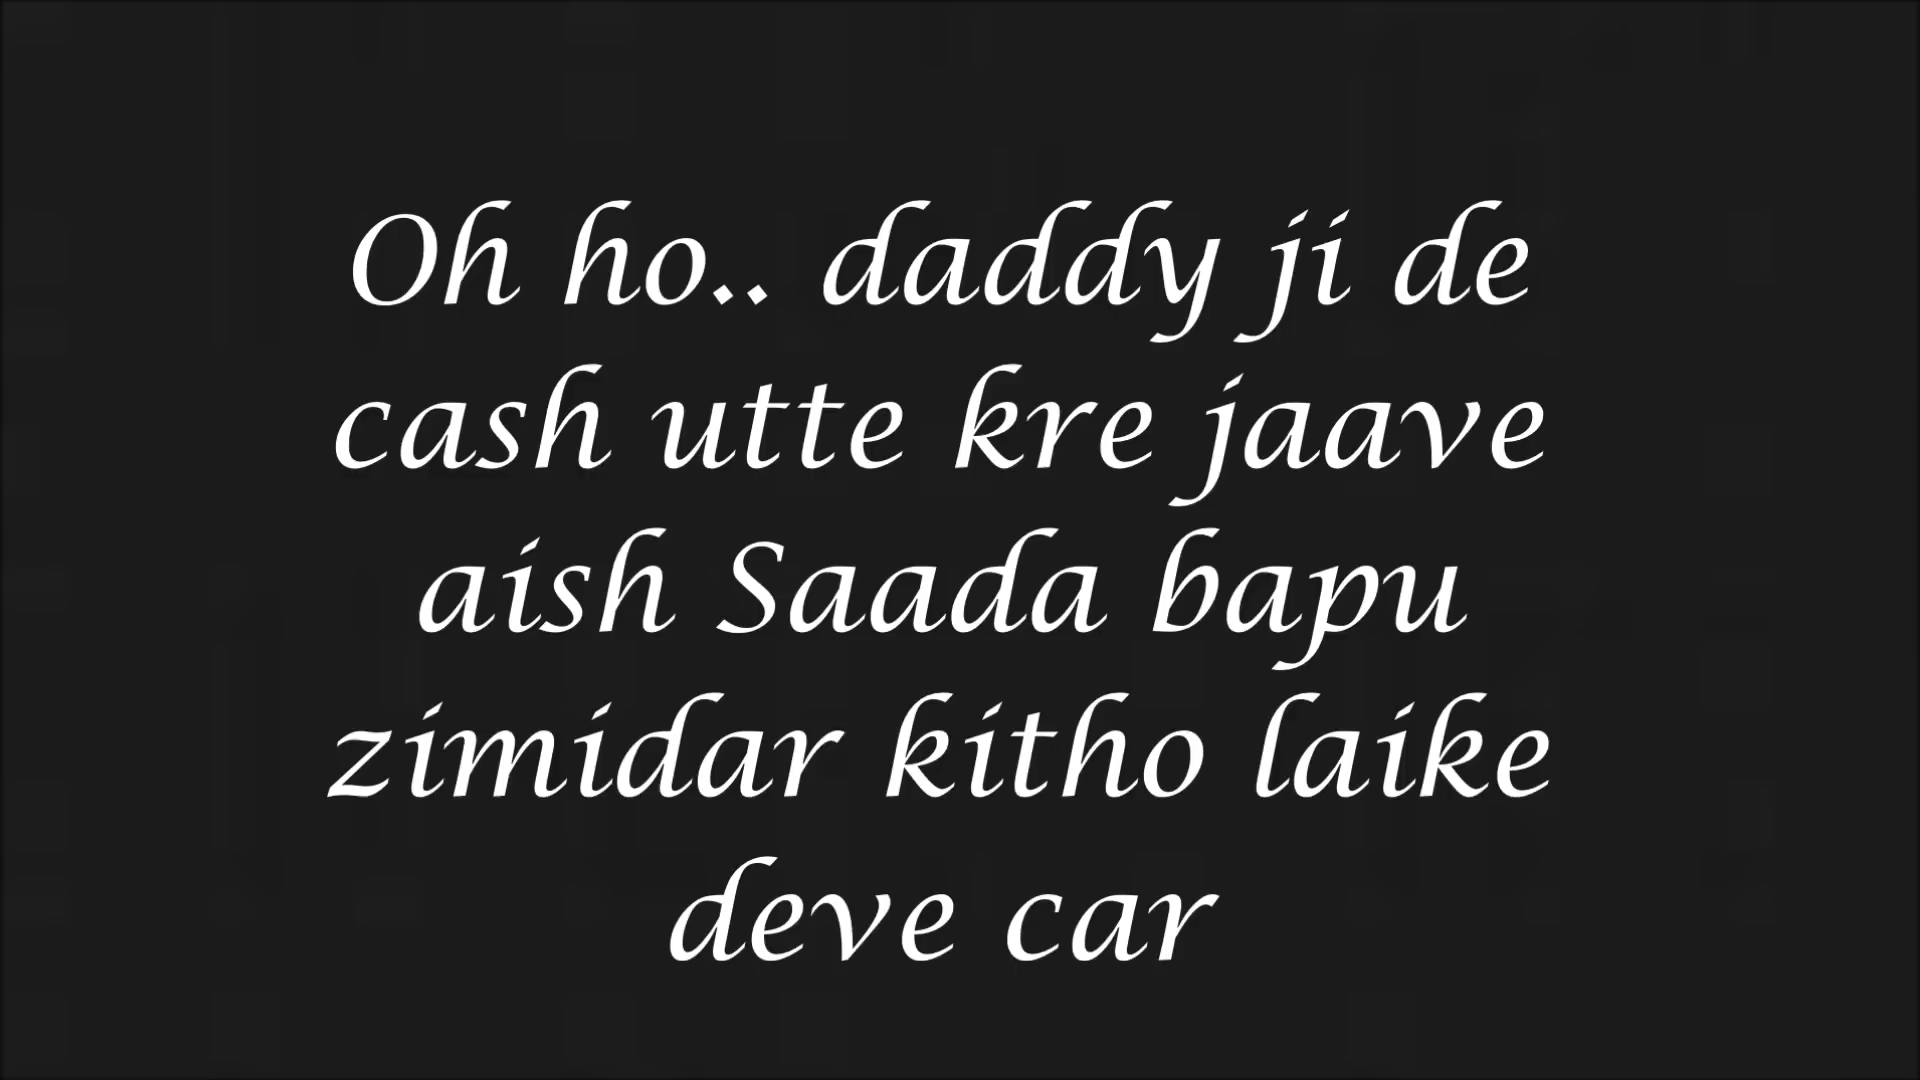 Oh ho.. daddy ji de
cash utte kre jaave
aish Saada bapu
zimidar kitho laike
deve car